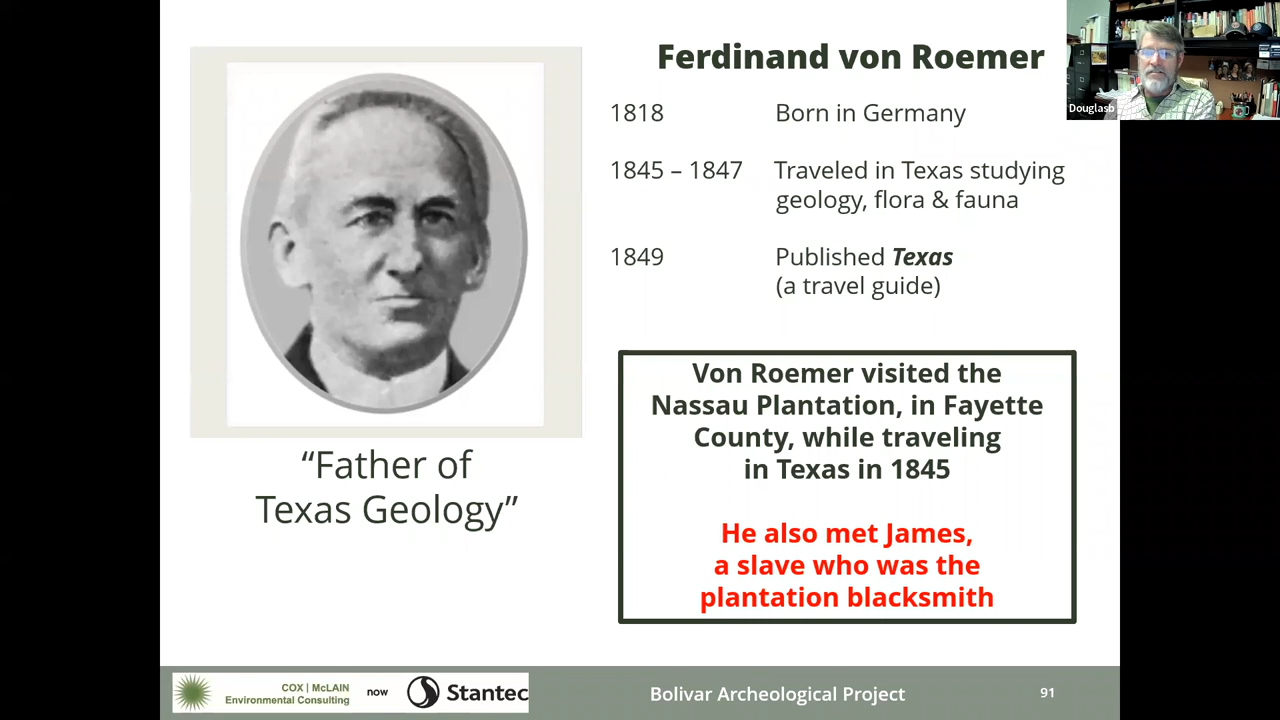 Ferdinand von Roemer
1818 Born in Germany
1845 – 1847 Traveled in Texas studying
geology, flora & fauna
1849 Published Texas
(a travel guide)
“Father of
Texas Geology”
Von Roemer visited the
Nassau Plantation, in Fayette
County, while traveling
in Texas in 1845
He also met James,
a slave who was the
plantation blacksmith
Douglasb
COX | McLAIN
Environmental Consulting
now
Stantec
Bolivar Archeological Project
91